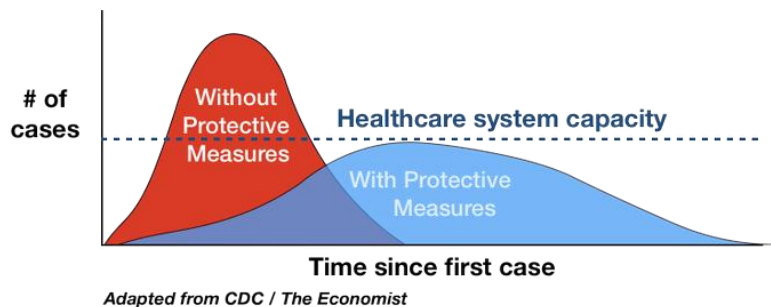 # of
cases
Without
Protective
Measures
Healthcare system capacity
With Protective
Measures
Time since first case
Adapted from CDC / The Economist